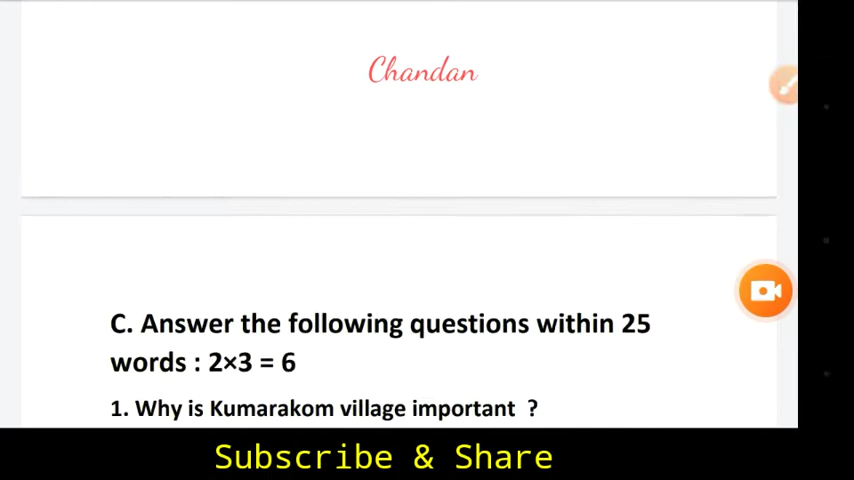 Chandan
C. Answer the following questions within 25
words : 2×3 = 6
1. Why is Kumarakom village important  ?
Subscribe & Share